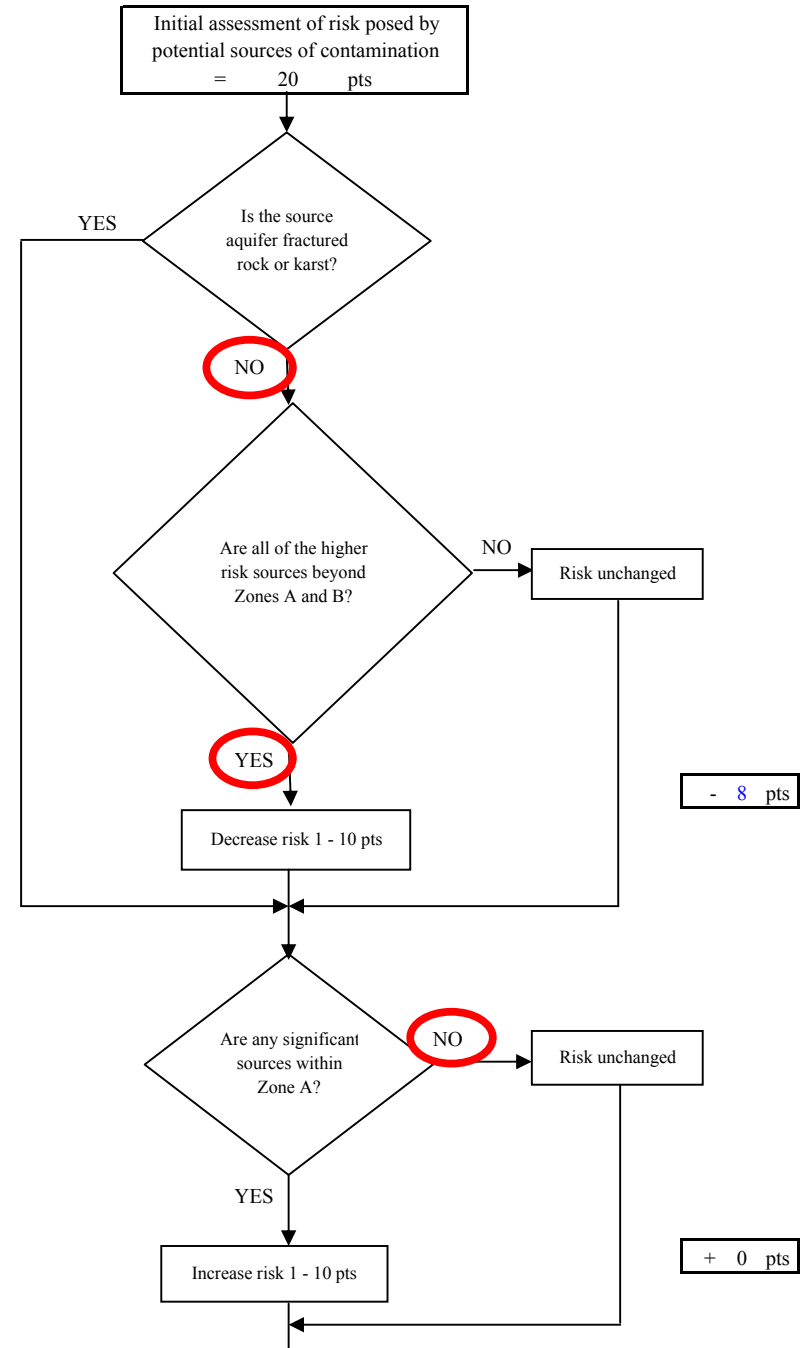 Initial assessment of risk posed by
potential sources of contamination
= 20 pts
YES
Is the source
aquifer fractured
rock or karst?
NO
Are all of the higher
risk sources beyond
Zones A and B?
NO
Risk unchanged
YES
- 8 pts
Decrease risk 1 - 10 pts
Are any significant
sources within
Zone A?
NO
Risk unchanged
YES
+ 0 pts
Increase risk 1 - 10 pts